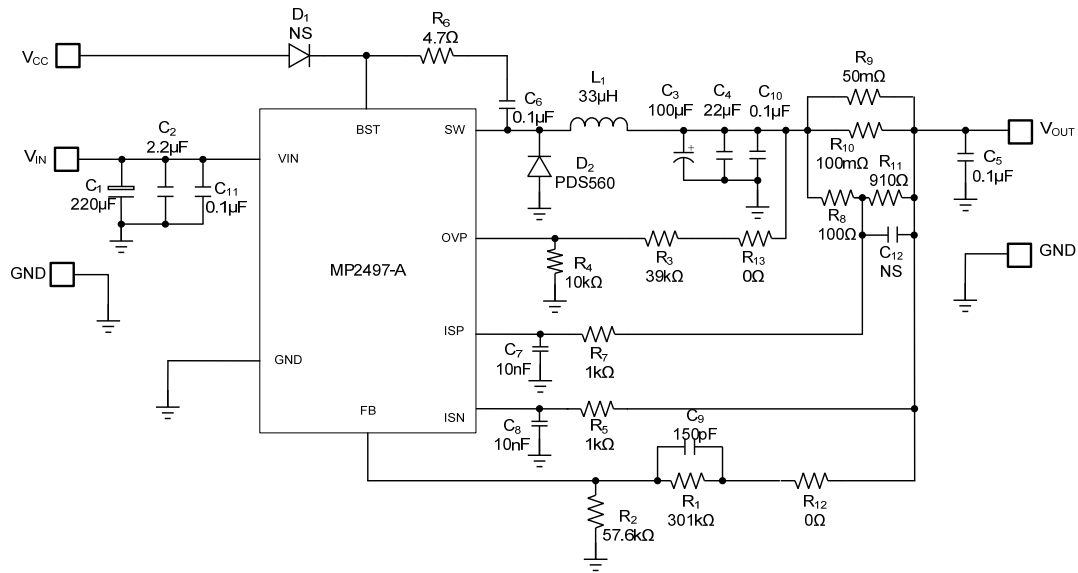 D1
NS
R6
4.7Ω
VCC
C6
0.1µF
L1
33µH
C3
100µF
C4
22µF
C10
0.1µF
R9
50mΩ
R10
100mΩ
R11
910Ω
VOUT
C5
0.1µF
BST
SW
VIN
VIN
C2
2.2µF
C1
220µF
C11
0.1µF
D2
PDS560
+
R8
100Ω
C12
NS
OVP
R4
10kΩ
R3
39kΩ
R13
0Ω
MP2497-A
GND
GND
ISP
C7
10nF
R7
1kΩ
GND
FB
ISN
C8
10nF
R5
1kΩ
C9
150pF
R2
57.6kΩ
R1
301kΩ
R12
0Ω